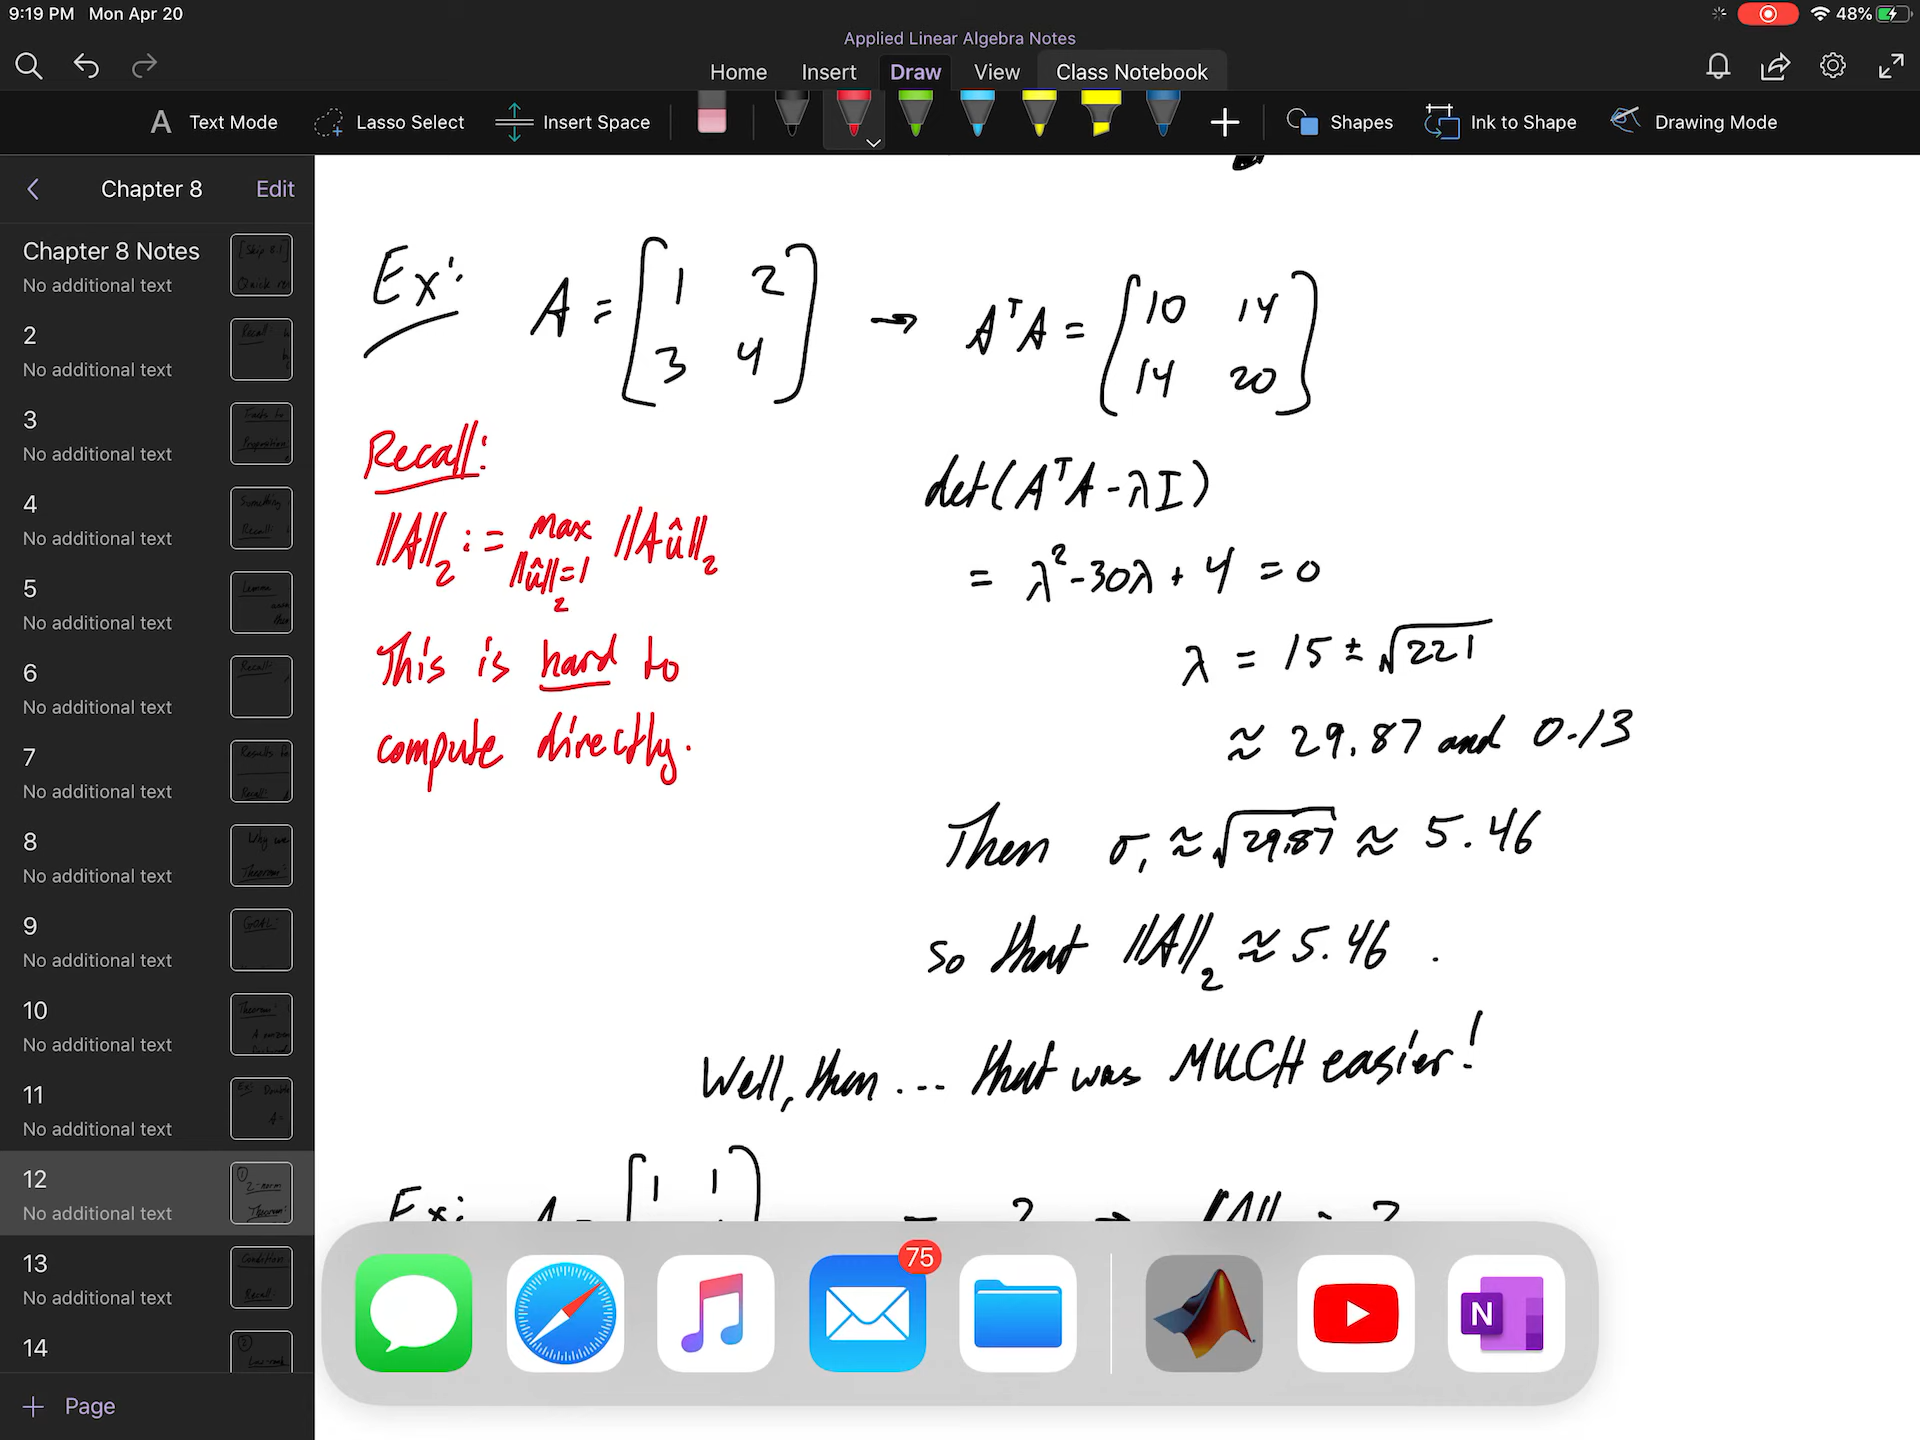 9:19 PM Mon Apr 20
48%
Applied Linear Algebra Notes
Home Insert Draw View Class Notebook
A Text Mode Lasso Select Insert Space Shapes Ink to Shape Drawing Mode
Chapter 8 Edit
Chapter 8 Notes
No additional text
2
No additional text
3
No additional text
4
No additional text
5
No additional text
6
No additional text
7
No additional text
8
No additional text
9
No additional text
10
No additional text
11
No additional text
12
No additional text
13
No additional text
14
+ Page
Ex: A = [1 2
3 4] → AᵀA = [10 14
14 20]
Recall:
‖A‖₂ := max ‖Aû‖₂
‖û‖₂=1
This is hard to
compute directly.
det(AᵀA - λI)
= λ² - 30λ + 4 = 0
λ = 15 ± √221
≈ 29.87 and 0.13
Then σ₁ ≈ √29.87 ≈ 5.46
so that ‖A‖₂ ≈ 5.46 .
Well, then ... that was MUCH easier!
Ex: A = [1 1
75
N